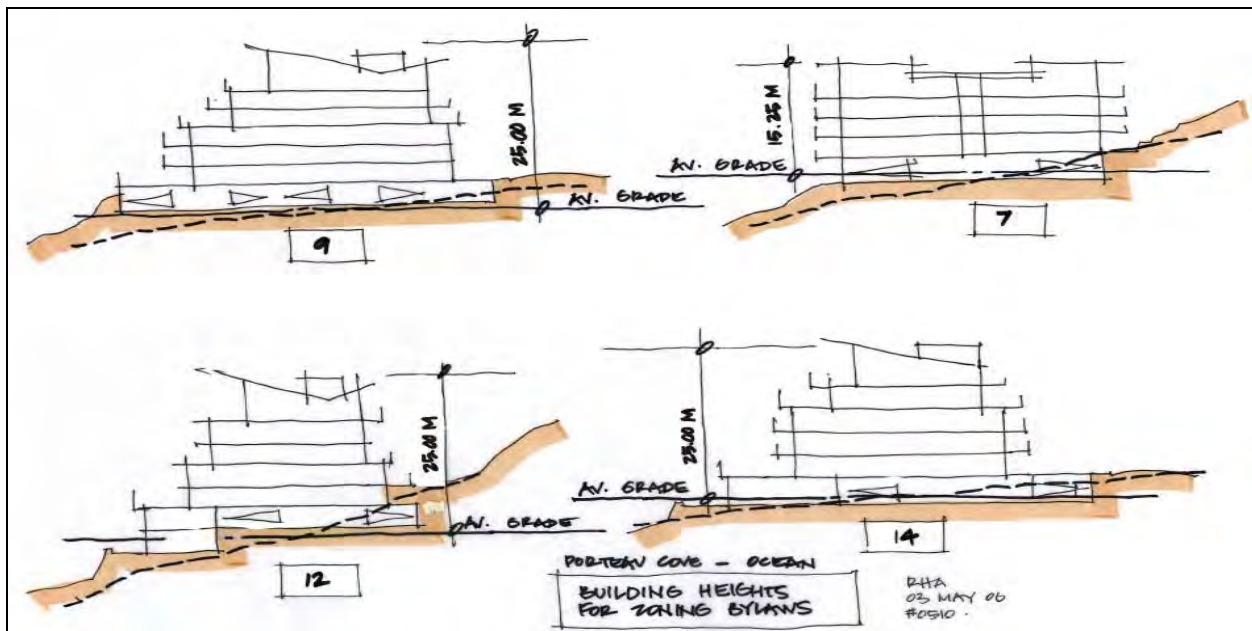 25.00 M
AV. GRADE
9
15.25 M
AV. GRADE
7
25.00 M
AV. GRADE
12
25.00 M
AV. GRADE
14
PORTEAU COVE - OCEAN
BUILDING HEIGHTS
FOR ZONING BYLAWS
RHA
03 MAY 06
#0510.